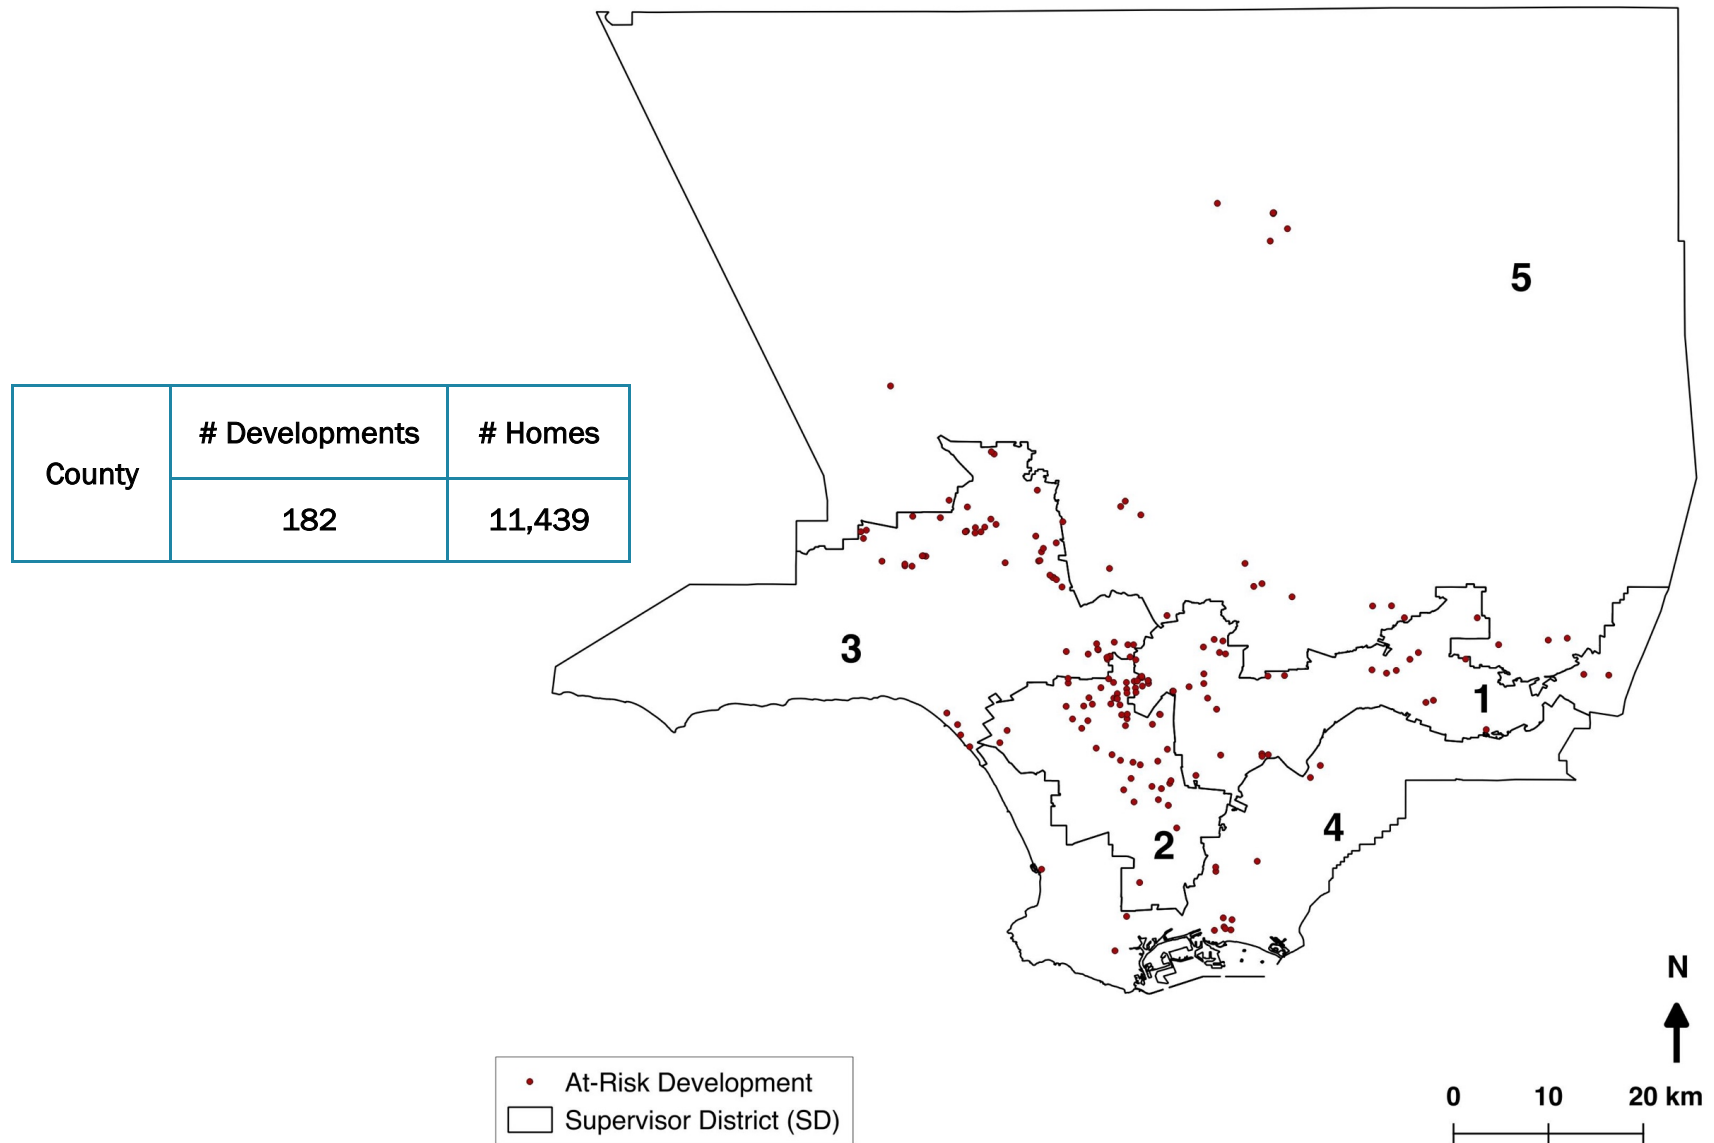 5
County
# Developments
# Homes
182
11,439
3
1
4
2
N
At-Risk Development
Supervisor District (SD)
0 10 20 km